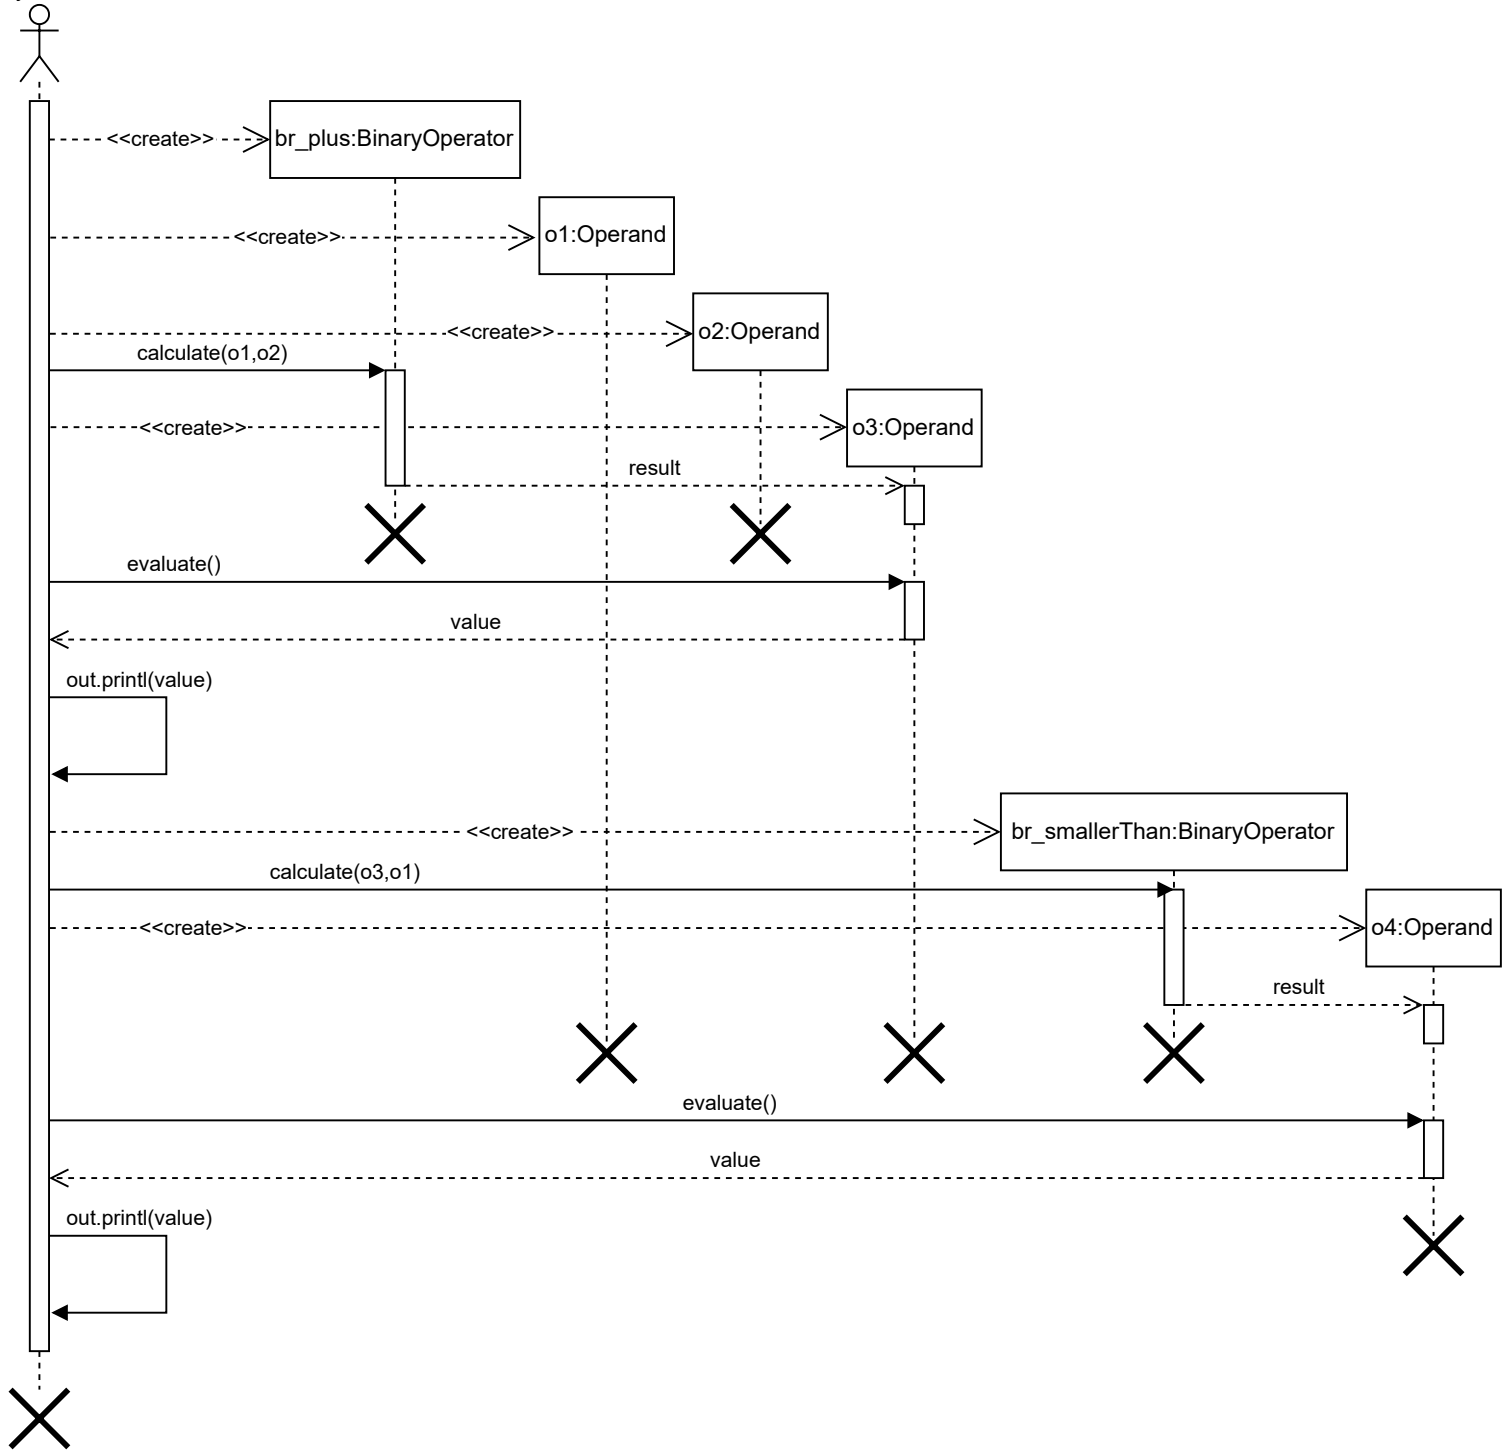 <<create>>
br_plus:BinaryOperator
<<create>>
o1:Operand
<<create>>
o2:Operand
calculate(o1,o2)
<<create>>
o3:Operand
result
evaluate()
value
out.printl(value)
<<create>>
br_smallerThan:BinaryOperator
calculate(o3,o1)
<<create>>
o4:Operand
result
evaluate()
value
out.printl(value)